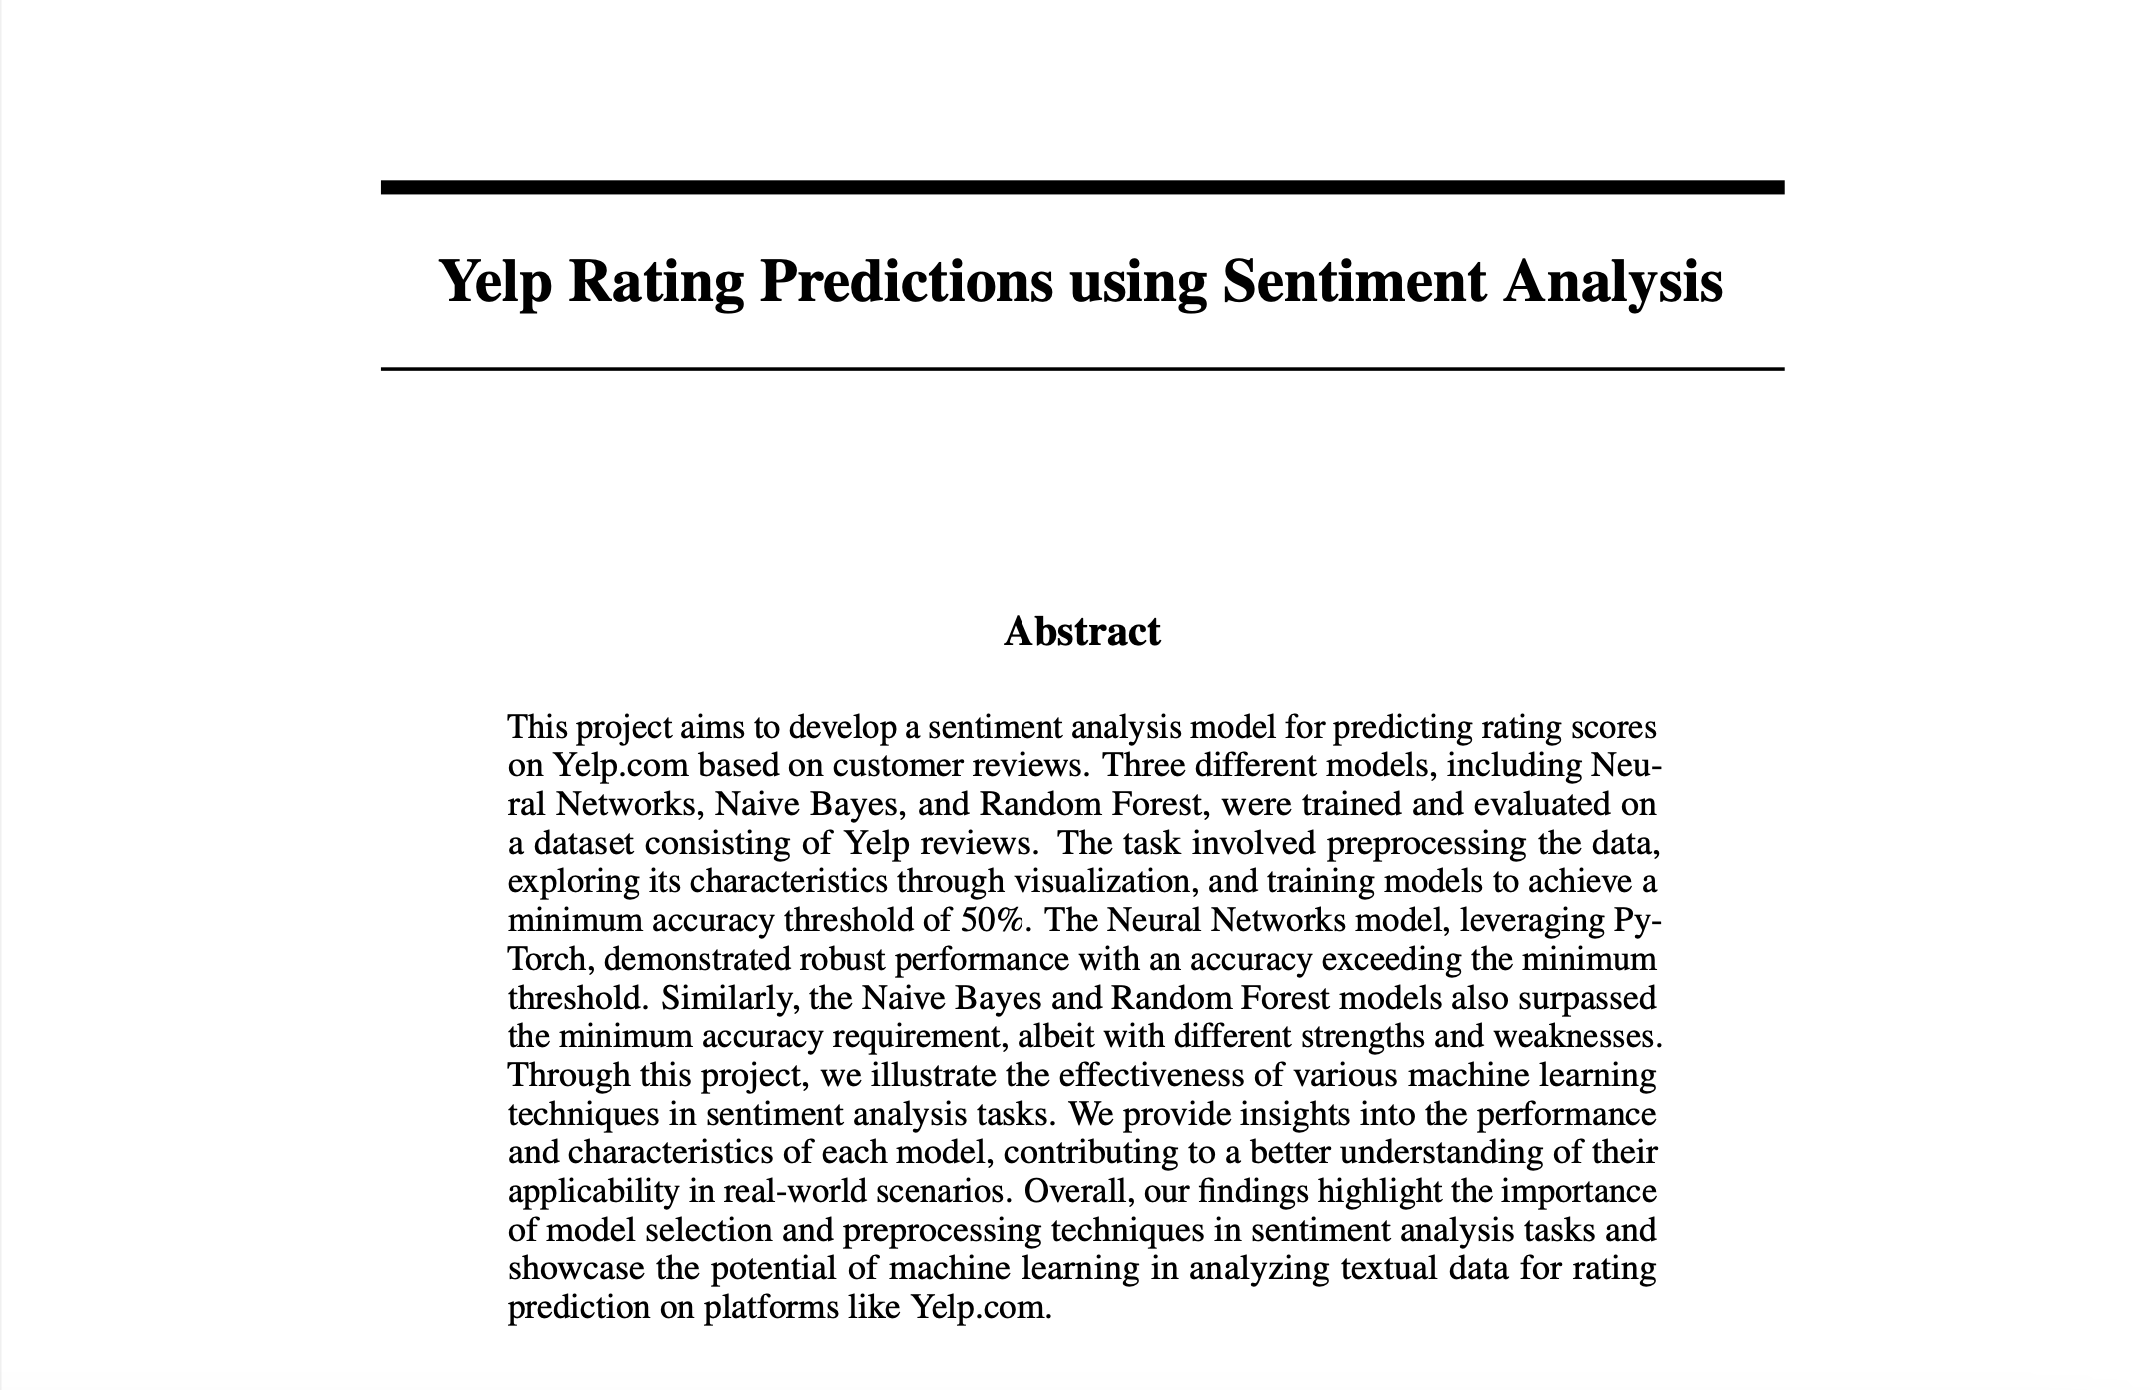 Yelp Rating Predictions using Sentiment Analysis
Abstract
This project aims to develop a sentiment analysis model for predicting rating scores
on Yelp.com based on customer reviews. Three different models, including Neu-
ral Networks, Naive Bayes, and Random Forest, were trained and evaluated on
a dataset consisting of Yelp reviews. The task involved preprocessing the data,
exploring its characteristics through visualization, and training models to achieve a
minimum accuracy threshold of 50%. The Neural Networks model, leveraging Py-
Torch, demonstrated robust performance with an accuracy exceeding the minimum
threshold. Similarly, the Naive Bayes and Random Forest models also surpassed
the minimum accuracy requirement, albeit with different strengths and weaknesses.
Through this project, we illustrate the effectiveness of various machine learning
techniques in sentiment analysis tasks. We provide insights into the performance
and characteristics of each model, contributing to a better understanding of their
applicability in real-world scenarios. Overall, our findings highlight the importance
of model selection and preprocessing techniques in sentiment analysis tasks and
showcase the potential of machine learning in analyzing textual data for rating
prediction on platforms like Yelp.com.